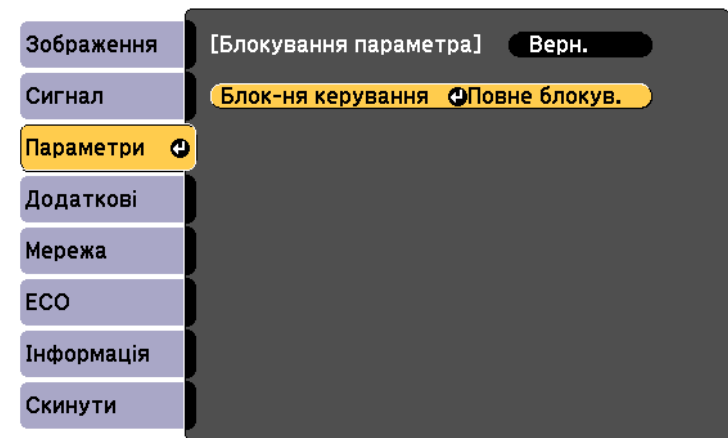 Зображення
Сигнал
Параметри
Додаткові
Мережа
ECO
Інформація
Скинути
[Блокування параметра] Верн.
Блок-ня керування Повне блокув.